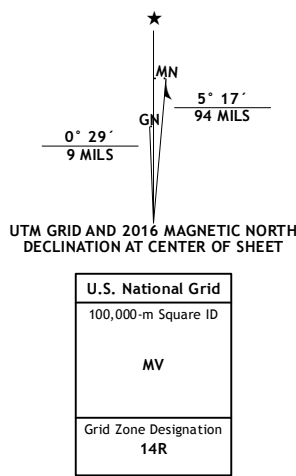 ★
MN
5° 17´
94 MILS
GN
0° 29´
9 MILS
UTM GRID AND 2016 MAGNETIC NORTH
DECLINATION AT CENTER OF SHEET
U.S. National Grid
100,000-m Square ID
MV
Grid Zone Designation
14R